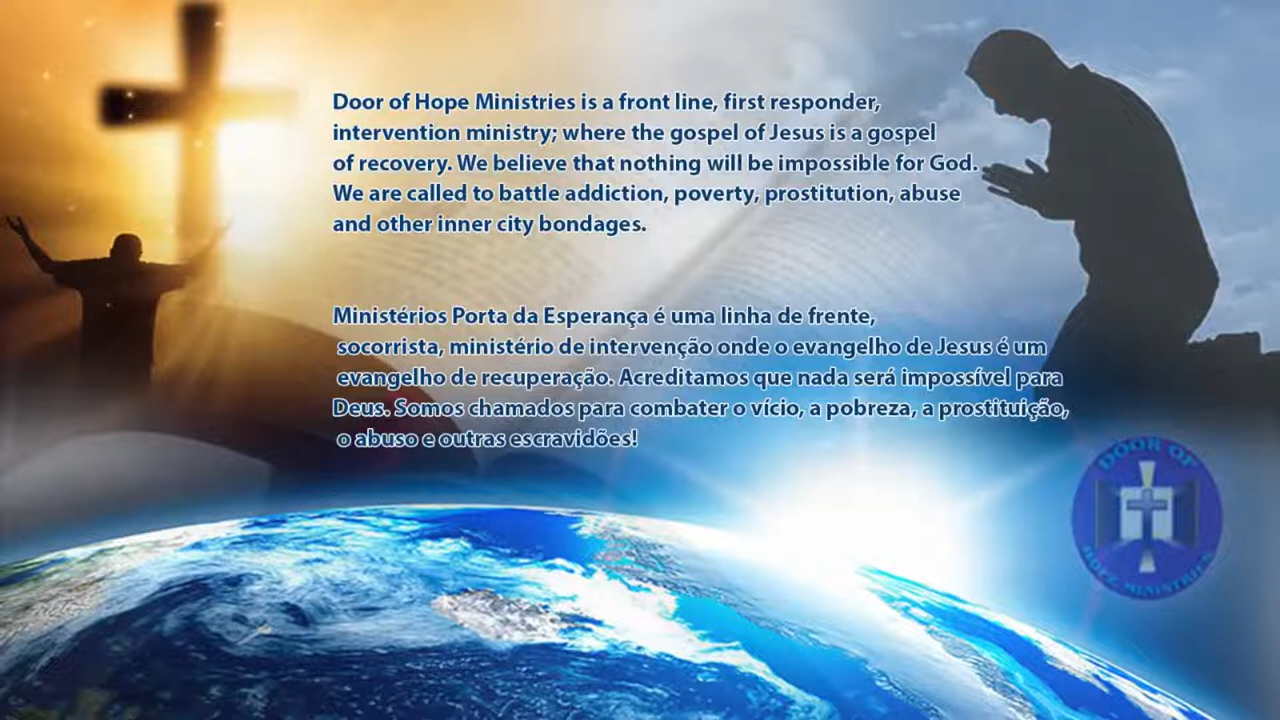 Door of Hope Ministries is a front line, first responder,
intervention ministry; where the gospel of Jesus is a gospel
of recovery. We believe that nothing will be impossible for God.
We are called to battle addiction, poverty, prostitution, abuse
and other inner city bondages.
Ministérios Porta da Esperança é uma linha de frente,
socorrista, ministério de intervenção onde o evangelho de Jesus é um
evangelho de recuperação. Acreditamos que nada será impossível para
Deus. Somos chamados para combater o vício, a pobreza, a prostituição,
o abuso e outras escravidões!
DOOR OF
HOPE MINISTRIES